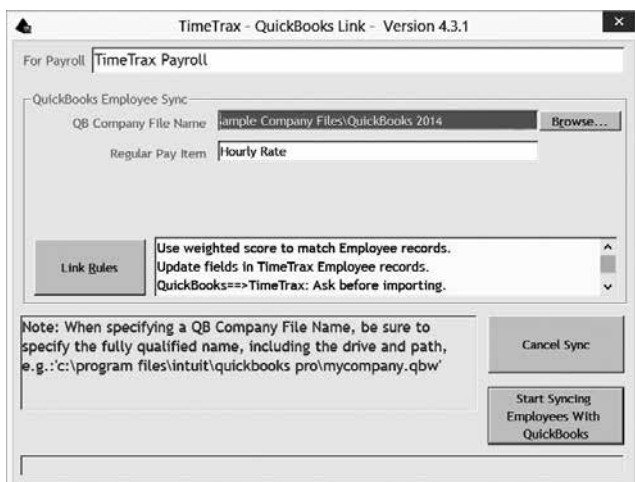 TimeTrax - QuickBooks Link - Version 4.3.1
For Payroll TimeTrax Payroll
QuickBooks Employee Sync
QB Company File Name ample Company Files\QuickBooks 2014 Browse...
Regular Pay Item Hourly Rate
Link Rules
Use weighted score to match Employee records.
Update fields in TimeTrax Employee records.
QuickBooks==>TimeTrax: Ask before importing.
Note: When specifying a QB Company File Name, be sure to
specify the fully qualified name, including the drive and path,
e.g.:'c:\program files\intuit\quickbooks pro\mycompany.qbw'
Cancel Sync
Start Syncing
Employees With
QuickBooks